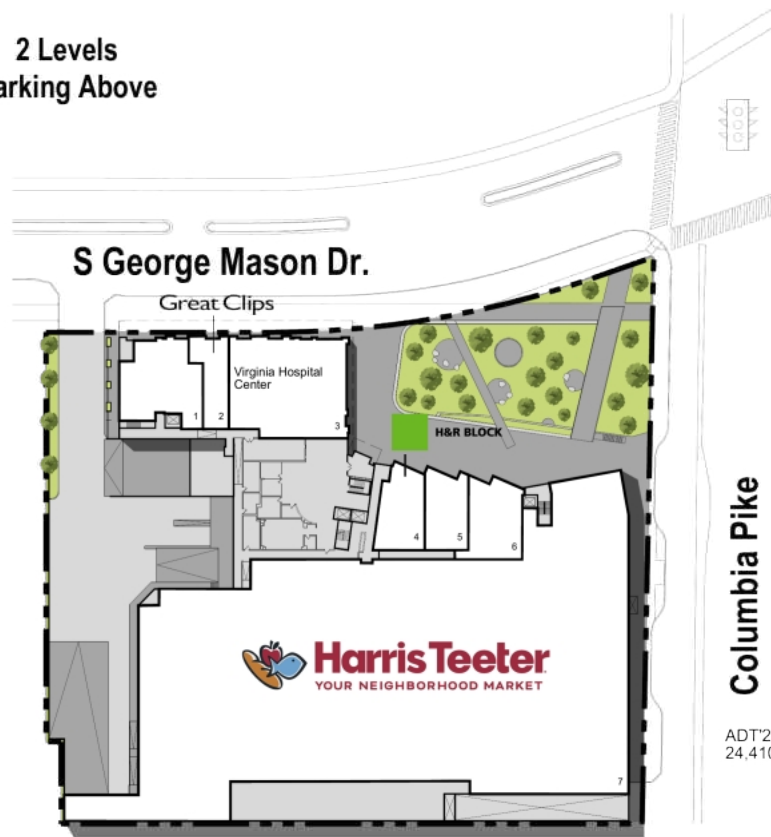 2 Levels
arking Above
S George Mason Dr.
Great Clips
Virginia Hospital
Center
1
2
3
H&R BLOCK
4
5
6
Harris Teeter
YOUR NEIGHBORHOOD MARKET
Columbia Pike
ADT'2
24,410
7